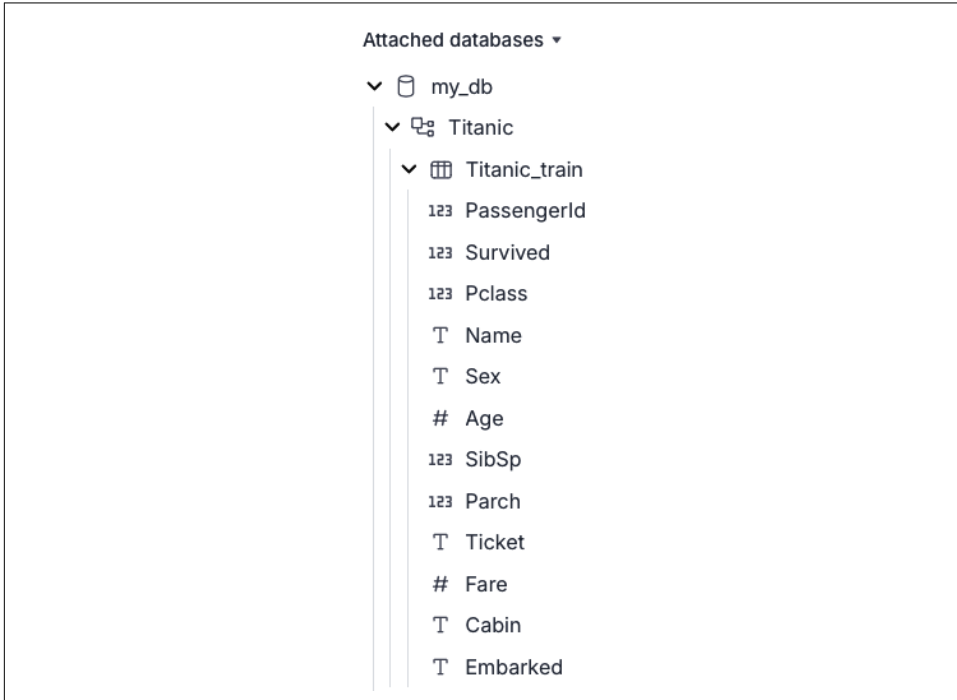 Attached databases
my_db
Titanic
Titanic_train
123 PassengerId
123 Survived
123 Pclass
T Name
T Sex
# Age
123 SibSp
123 Parch
T Ticket
# Fare
T Cabin
T Embarked